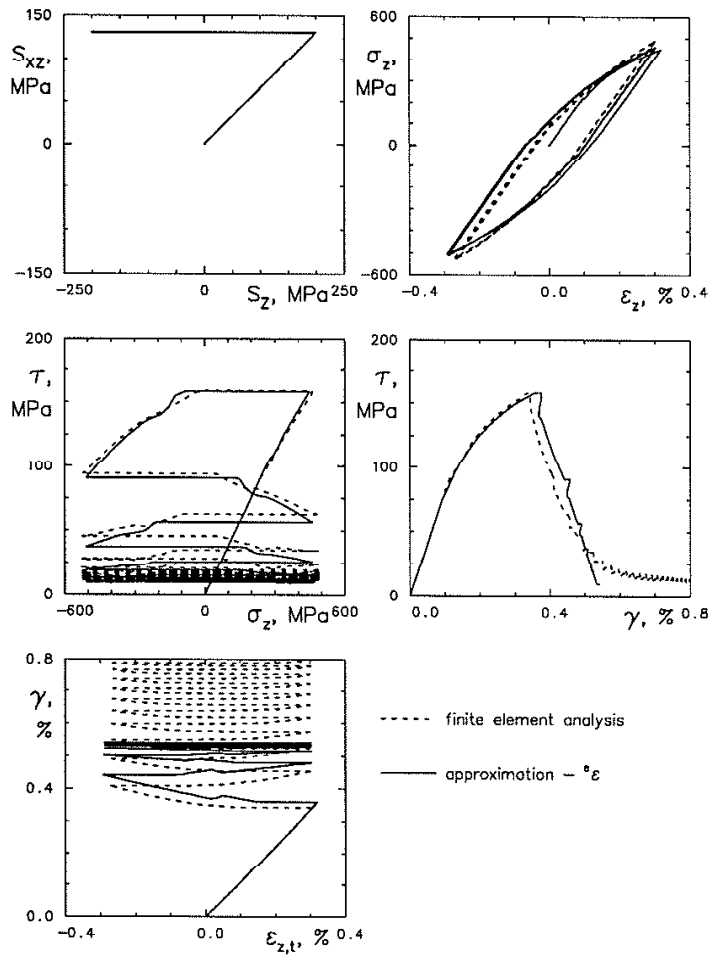 150
S_xz,
MPa
0
−150
−250 0 250
S_z, MPa
600
σ_z,
MPa
0
−600
−0.4 0.0 0.4
ε_z, %
200
τ,
MPa
100
0
−600 0 600
σ_z, MPa
200
τ,
MPa
100
0
0.0 0.4 0.8
γ, %
0.8
γ,
%
0.4
0.0
−0.4 0.0 0.4
ε_z,t, %
finite element analysis
approximation − ᵉε